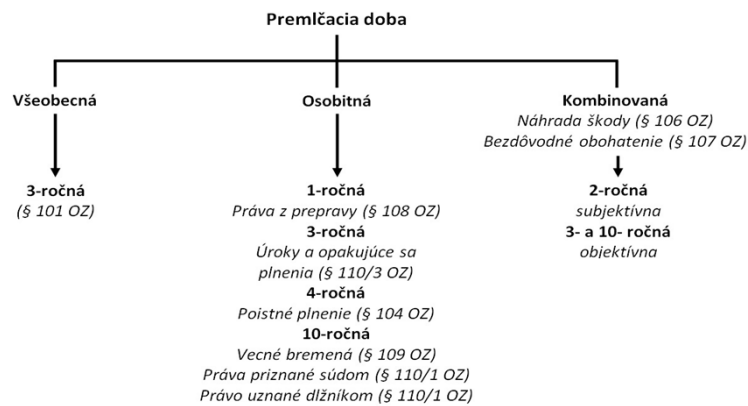 Premlčacia doba
Všeobecná
3-ročná
(§ 101 OZ)
Osobitná
1-ročná
Práva z prepravy (§ 108 OZ)
3-ročná
Úroky a opakujúce sa
plnenia (§ 110/3 OZ)
4-ročná
Poistné plnenie (§ 104 OZ)
10-ročná
Vecné bremená (§ 109 OZ)
Práva priznané súdom (§ 110/1 OZ)
Právo uznané dlžníkom (§ 110/1 OZ)
Kombinovaná
Náhrada škody (§ 106 OZ)
Bezdôvodné obohatenie (§ 107 OZ)
2-ročná
subjektívna
3- a 10- ročná
objektívna